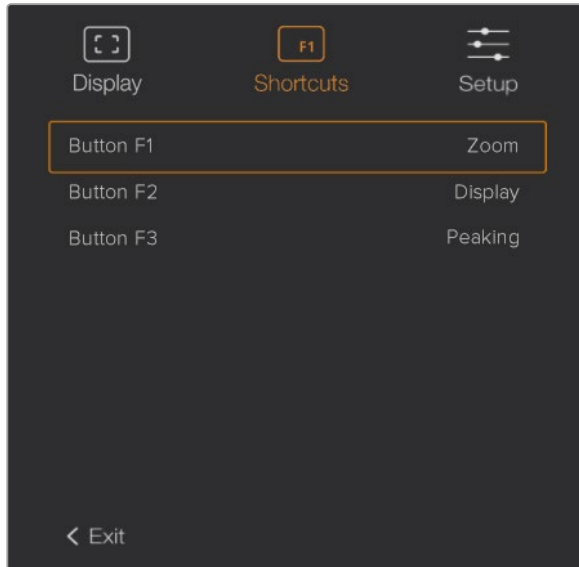 F1
Display Shortcuts Setup
Button F1 Zoom
Button F2 Display
Button F3 Peaking
< Exit